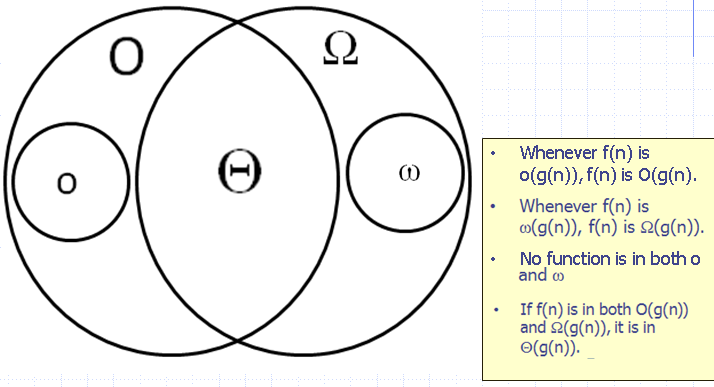 O
Ω
o
Θ
ω
• Whenever f(n) is
o(g(n)), f(n) is O(g(n).
• Whenever f(n) is
ω(g(n)), f(n) is Ω(g(n)).
• No function is in both o
and ω
• If f(n) is in both O(g(n))
and Ω(g(n)), it is in
Θ(g(n)).